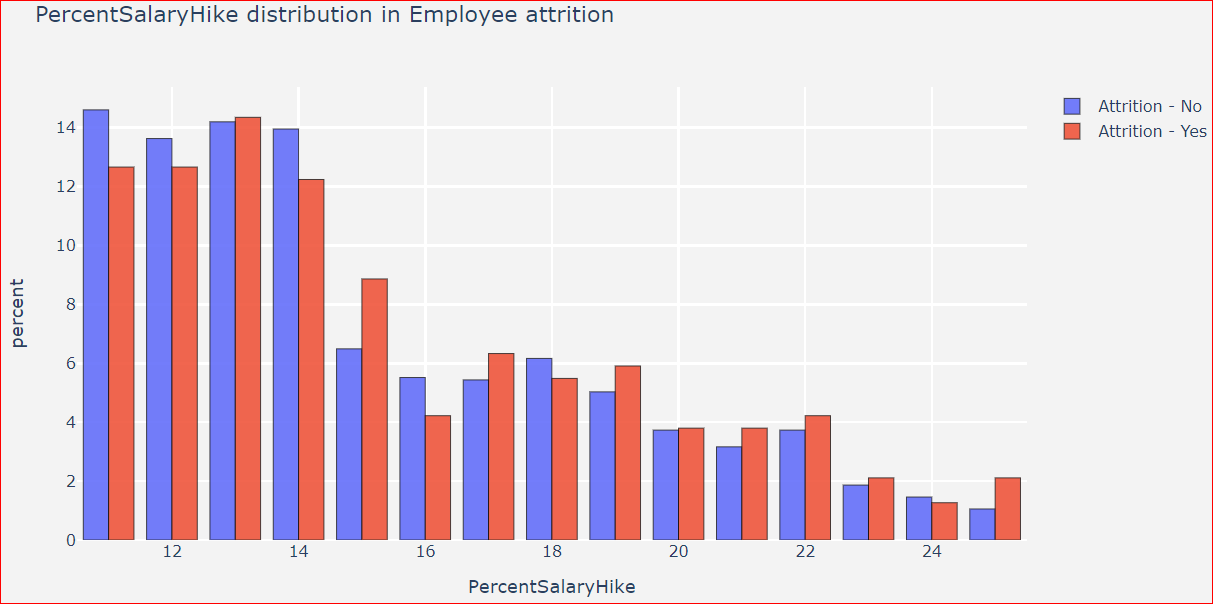 PercentSalaryHike distribution in Employee attrition
Attrition - No
Attrition - Yes
percent
14
12
10
8
6
4
2
0
12 14 16 18 20 22 24
PercentSalaryHike